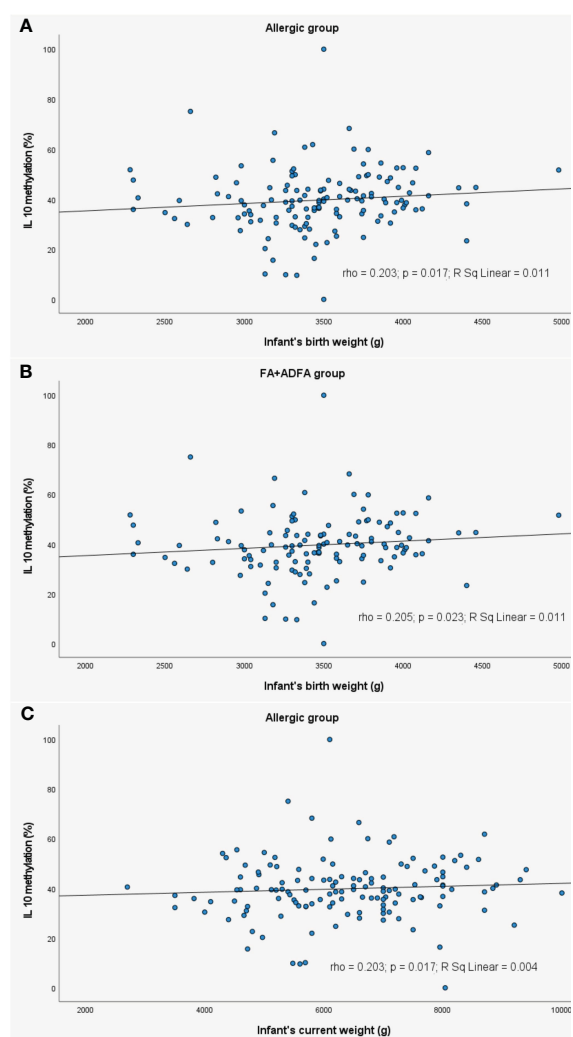 A
Allergic group
IL 10 methylation (%)
100
80
60
40
20
0
rho = 0.203; p = 0.017; R Sq Linear = 0.011
2000 2500 3000 3500 4000 4500 5000
Infant's birth weight (g)
B
FA+ADFA group
IL 10 methylation (%)
100
80
60
40
20
0
rho = 0.205; p = 0.023; R Sq Linear = 0.011
2000 2500 3000 3500 4000 4500 5000
Infant's birth weight (g)
C
Allergic group
IL 10 methylation (%)
100
80
60
40
20
0
rho = 0.203; p = 0.017; R Sq Linear = 0.004
2000 4000 6000 8000 10000
Infant's current weight (g)